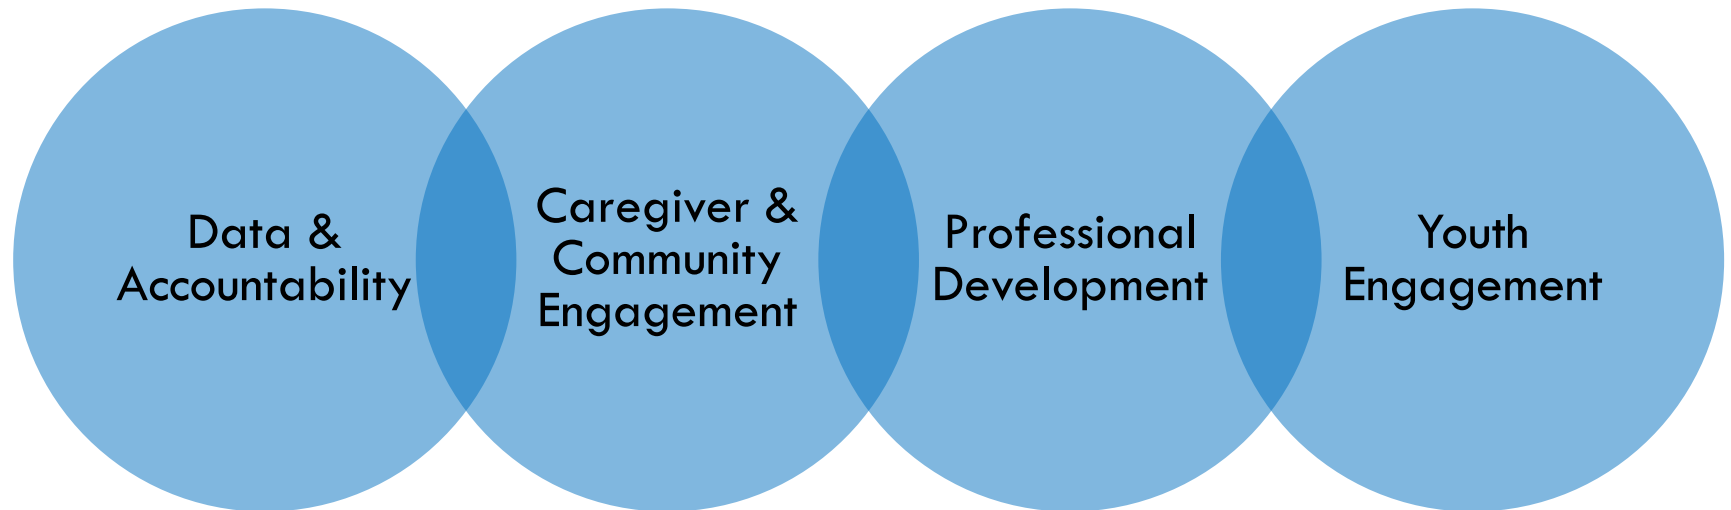 Data &
Accountability
Caregiver &
Community
Engagement
Professional
Development
Youth
Engagement